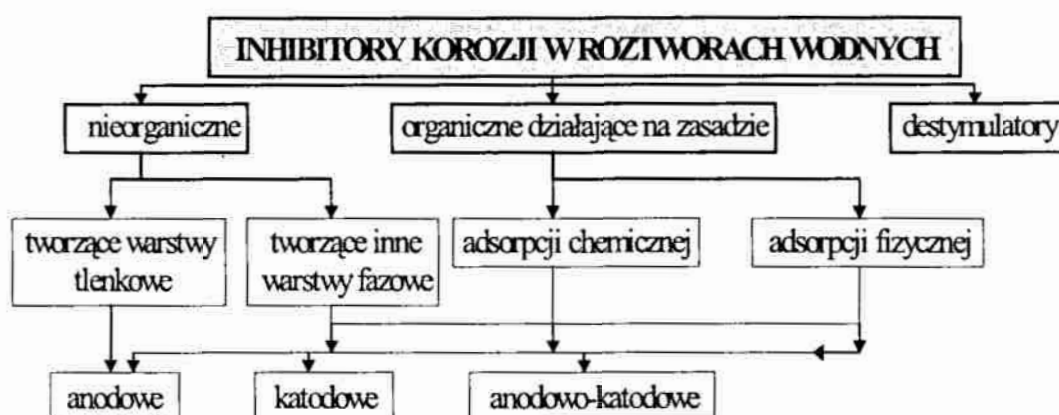 INHIBITORY KOROZJI W ROZTWORACH WODNYCH
nieorganiczne
organiczne działające na zasadzie
destymulatory
tworzące warstwy
tlenkowe
tworzące inne
warstwy fazowe
adsorpcji chemicznej
adsorpcji fizycznej
anodowe
katodowe
anodowo-katodowe